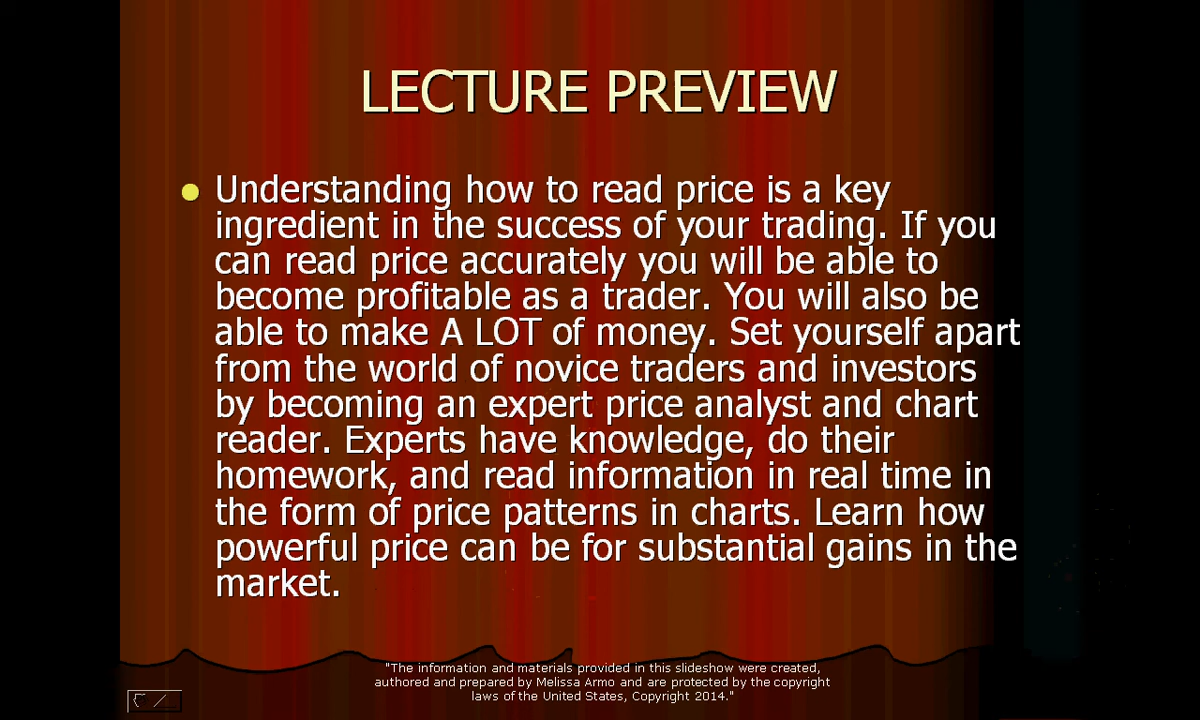 LECTURE PREVIEW
Understanding how to read price is a key
ingredient in the success of your trading. If you
can read price accurately you will be able to
become profitable as a trader. You will also be
able to make A LOT of money. Set yourself apart
from the world of novice traders and investors
by becoming an expert price analyst and chart
reader. Experts have knowledge, do their
homework, and read information in real time in
the form of price patterns in charts. Learn how
powerful price can be for substantial gains in the
market.
"The information and materials provided in this slideshow were created,
authored and prepared by Melissa Armo and are protected by the copyright
laws of the United States, Copyright 2014."